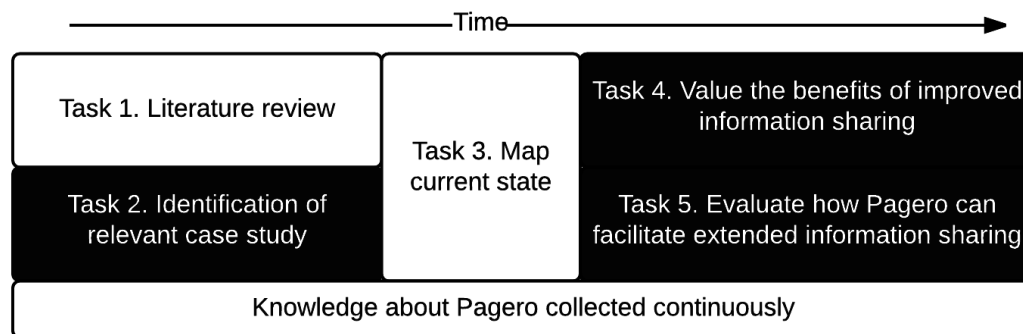 Time
Task 1. Literature review
Task 2. Identification of
relevant case study
Task 3. Map
current state
Task 4. Value the benefits of improved
information sharing
Task 5. Evaluate how Pagero can
facilitate extended information sharing
Knowledge about Pagero collected continuously